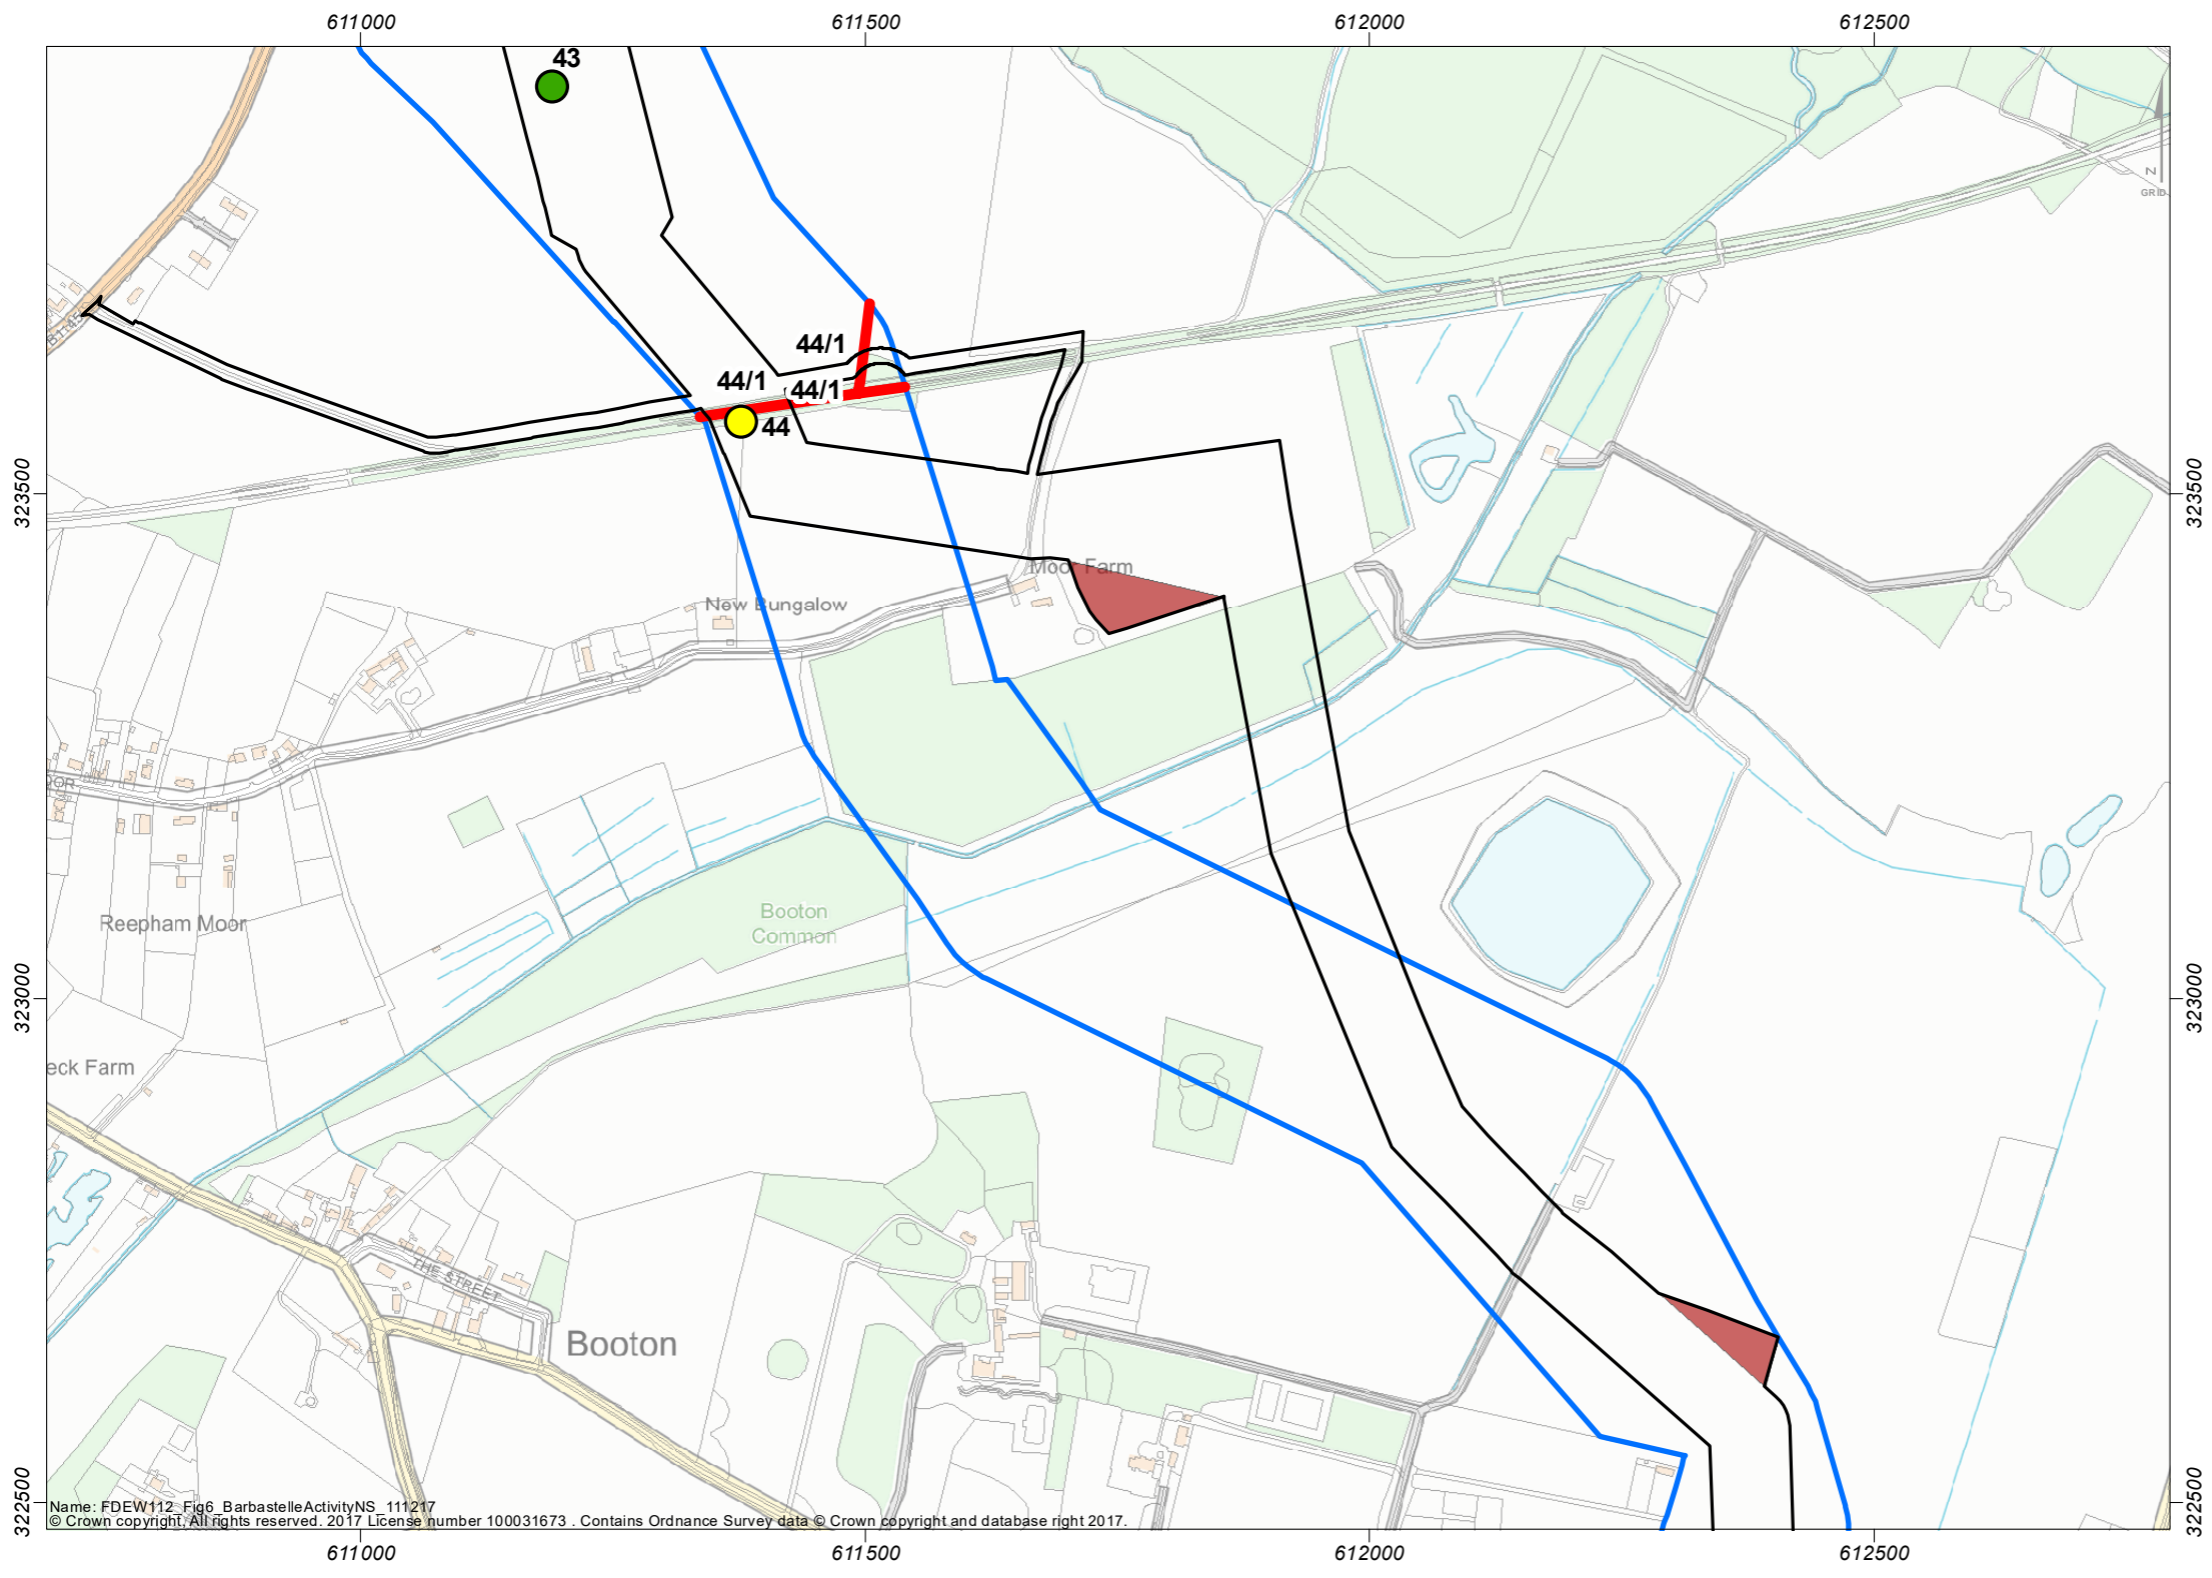 611000
611500
612000
612500
43
N
GRID
44/1
44/1
44/1
44
323500
323500
Moor Farm
New Bungalow
Booton
Common
Reepham Moor
323000
323000
eck Farm
THE STREET
Booton
322500
322500
Name: FDEW112_Fig6_BarbastelleActivityNS_111217
© Crown copyright, All rights reserved. 2017 License number 100031673 . Contains Ordnance Survey data © Crown copyright and database right 2017.
611000
611500
612000
612500